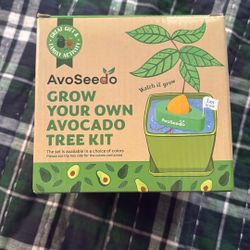 GREAT GIFT &
FAMILY ACTIVITY
AvoSeedo
GROW
YOUR OWN
AVOCADO
TREE KIT
The set is available in a choice of colors
Watch it grow
AvoSeedo